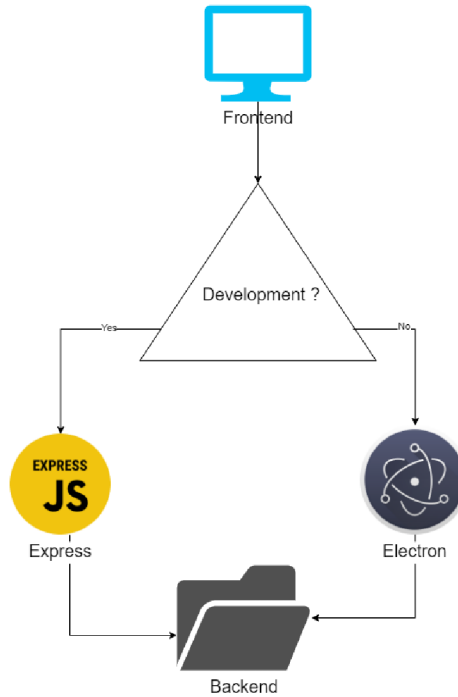 Frontend
Development ?
Yes
No
EXPRESS
JS
Express
Electron
Backend